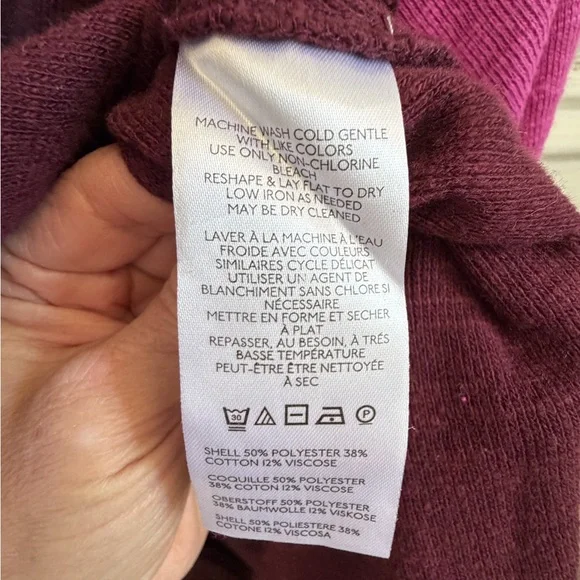 MACHINE WASH COLD GENTLE
WITH LIKE COLORS
USE ONLY NON-CHLORINE
BLEACH
RESHAPE & LAY FLAT TO DRY
LOW IRON AS NEEDED
MAY BE DRY CLEANED
LAVER À LA MACHINE À L'EAU
FROIDE AVEC COULEURS
SIMILAIRES CYCLE DÉLICAT
UTILISER UN AGENT DE
BLANCHIMENT SANS CHLORE SI
NÉCESSAIRE
METTRE EN FORME ET SECHER
À PLAT
REPASSER, AU BESOIN, À TRÈS
BASSE TEMPÉRATURE
PEUT-ÊTRE ÊTRE NETTOYÉE
À SEC
30 P
SHELL 50% POLYESTER 38%
COTTON 12% VISCOSE
COQUILLE 50% POLYESTER
38% COTON 12% VISCOSE
OBERSTOFF 50% POLYESTER
38% BAUMWOLLE 12% VISKOSE
SHELL 50% POLIESTERE 38%
COTONE 12% VISCOSA